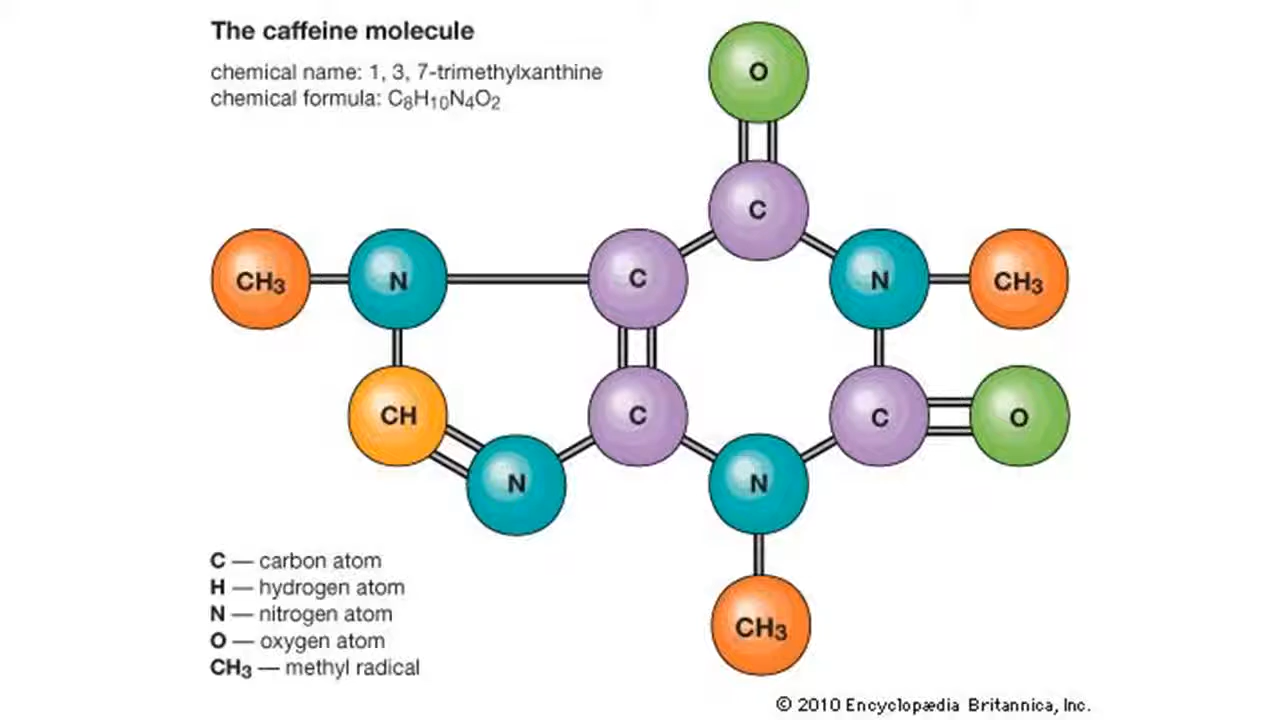 The caffeine molecule
chemical name: 1, 3, 7-trimethylxanthine
chemical formula: C₈H₁₀N₄O₂
O
C
CH₃ N C N CH₃
CH C C O
N N
CH₃
C — carbon atom
H — hydrogen atom
N — nitrogen atom
O — oxygen atom
CH₃ — methyl radical
© 2010 Encyclopædia Britannica, Inc.